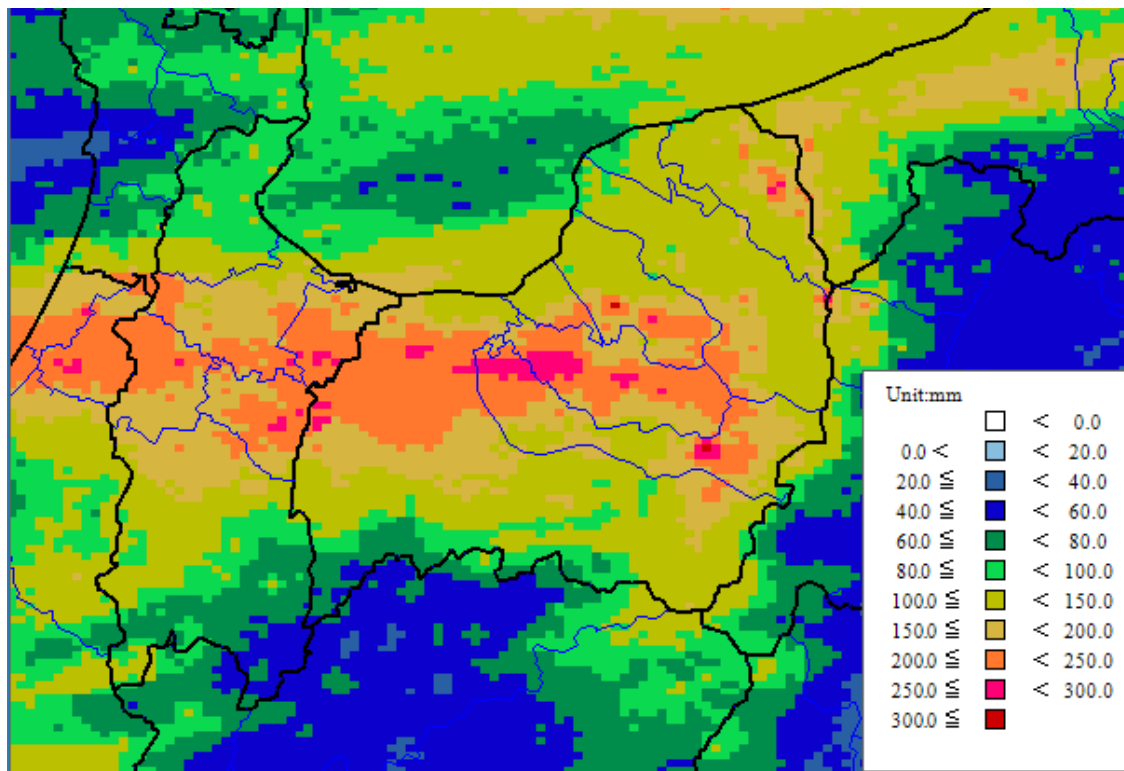 Unit:mm
< 0.0
0.0 < < 20.0
20.0 ≦ < 40.0
40.0 ≦ < 60.0
60.0 ≦ < 80.0
80.0 ≦ < 100.0
100.0 ≦ < 150.0
150.0 ≦ < 200.0
200.0 ≦ < 250.0
250.0 ≦ < 300.0
300.0 ≦